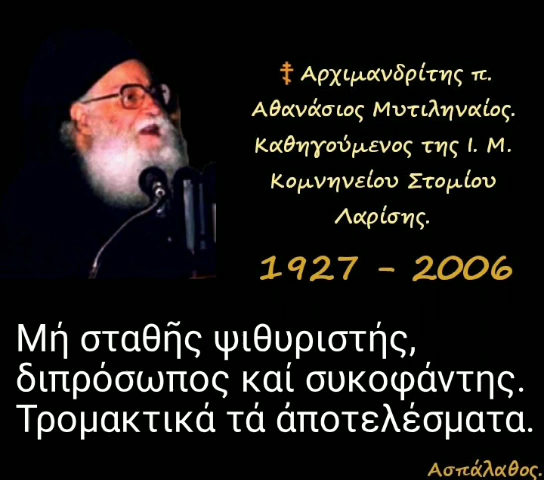 ☦ Αρχιμανδρίτης π.
Αθανάσιος Μυτιληναίος.
Καθηγούμενος της Ι. Μ.
Κομνηνείου Στομίου
Λαρίσης.
1927 - 2006
Μή σταθῆς ψιθυριστής,
διπρόσωπος καί συκοφάντης.
Τρομακτικά τά ἀποτελέσματα.
Ασπάλαθος.